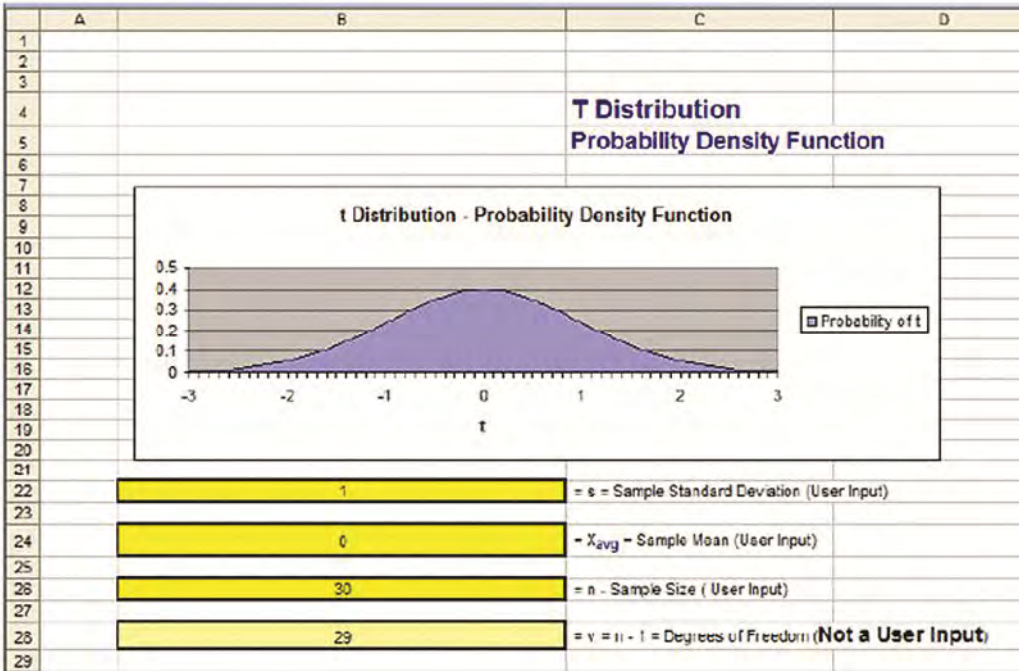 A B C D
1
2
3
4 T Distribution
5 Probability Density Function
6
7
8
9
10
11
12
13
14
15
16
17
18
19
20
21
t Distribution - Probability Density Function
0.5
0.4
0.3
0.2
0.1
0
-3 -2 -1 0 1 2 3
t
Probability of t
22 1 = s = Sample Standard Deviation (User Input)
23
24 0 = Xavg = Sample Mean (User Input)
25
26 30 = n - Sample Size ( User Input)
27
28 29 = v = n - 1 = Degrees of Freedom (Not a User Input)
29